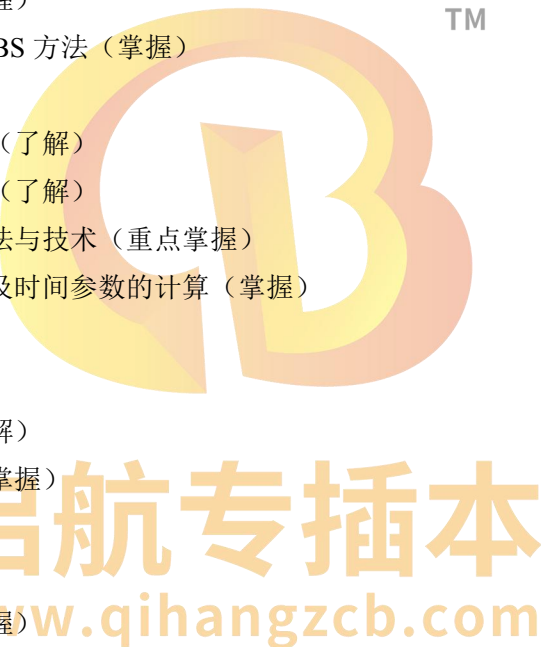 TM
BS 方法（掌握）
（了解）
（了解）
法与技术（重点掌握）
及时间参数的计算（掌握）
解）
掌握）
启航专插本
握）
ww.qihangzcb.com